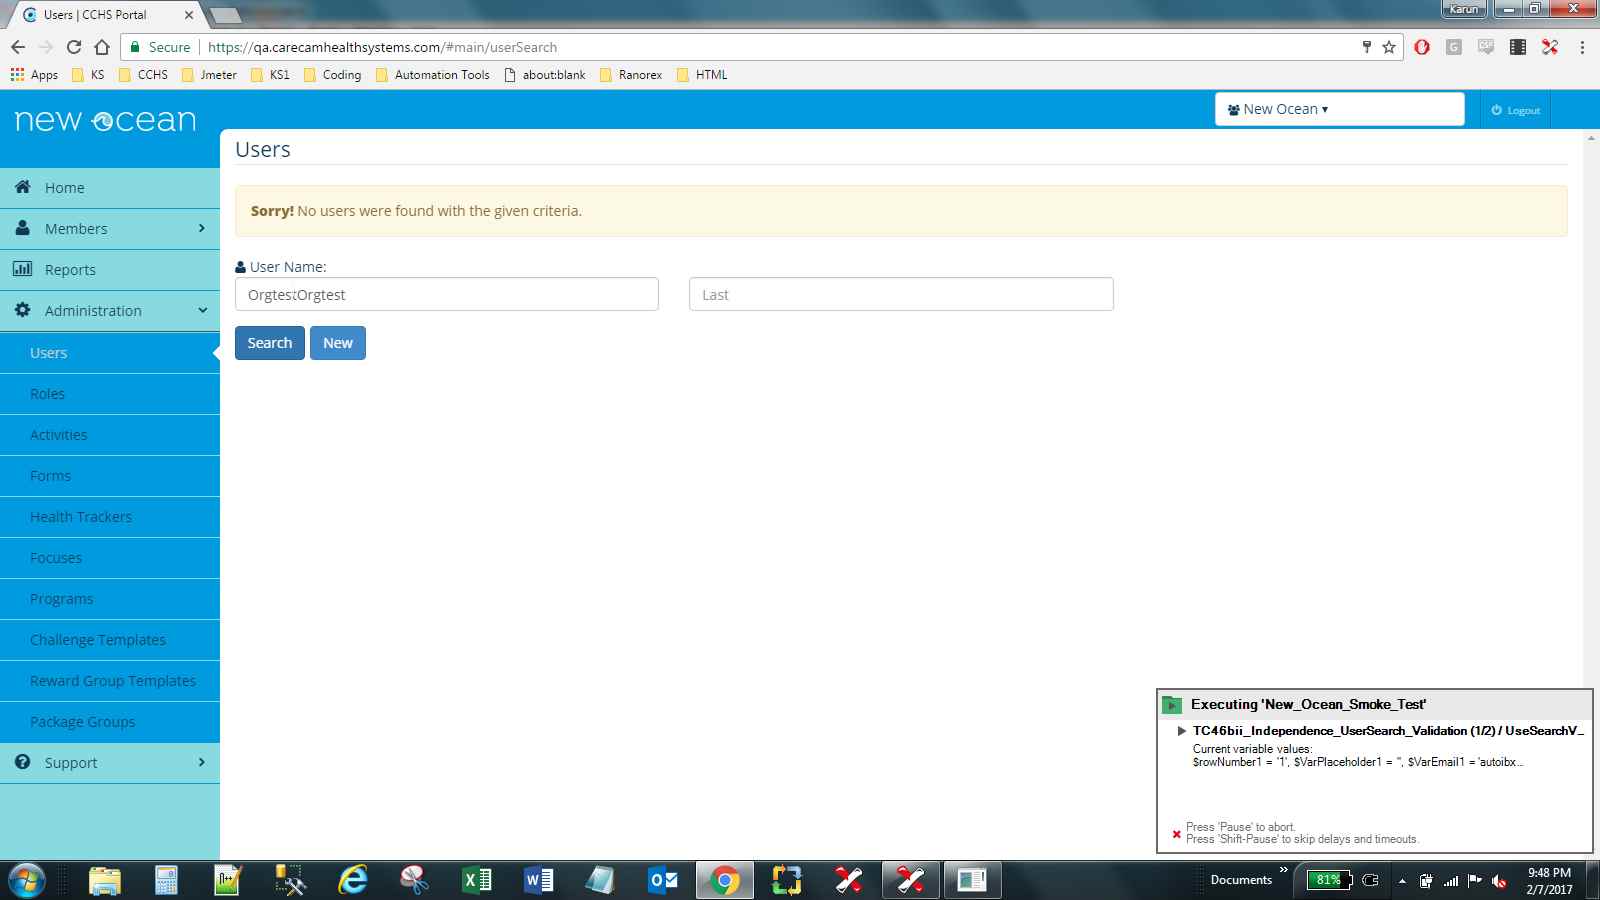 Users | CCHS Portal
Karun
Secure
https://qa.carecamhealthsystems.com/#main/userSearch
Apps
KS
CCHS
Jmeter
KS1
Coding
Automation Tools
about:blank
Ranorex
HTML
new ocean
New Ocean ▾
Logout
Users
Home
Members
Reports
Administration
Users
Roles
Activities
Forms
Health Trackers
Focuses
Programs
Challenge Templates
Reward Group Templates
Package Groups
Support
Sorry! No users were found with the given criteria.
User Name:
OrgtestOrgtest
Last
Search
New
Executing 'New_Ocean_Smoke_Test'
TC46bii_Independence_UserSearch_Validation (1/2) / UseSearchV...
Current variable values:
$rowNumber1 = '1', $VarPlaceholder1 = '', $VarEmail1 = 'autoibx...
Press 'Pause' to abort.
Press 'Shift-Pause' to skip delays and timeouts.
Documents
81%
9:48 PM
2/7/2017